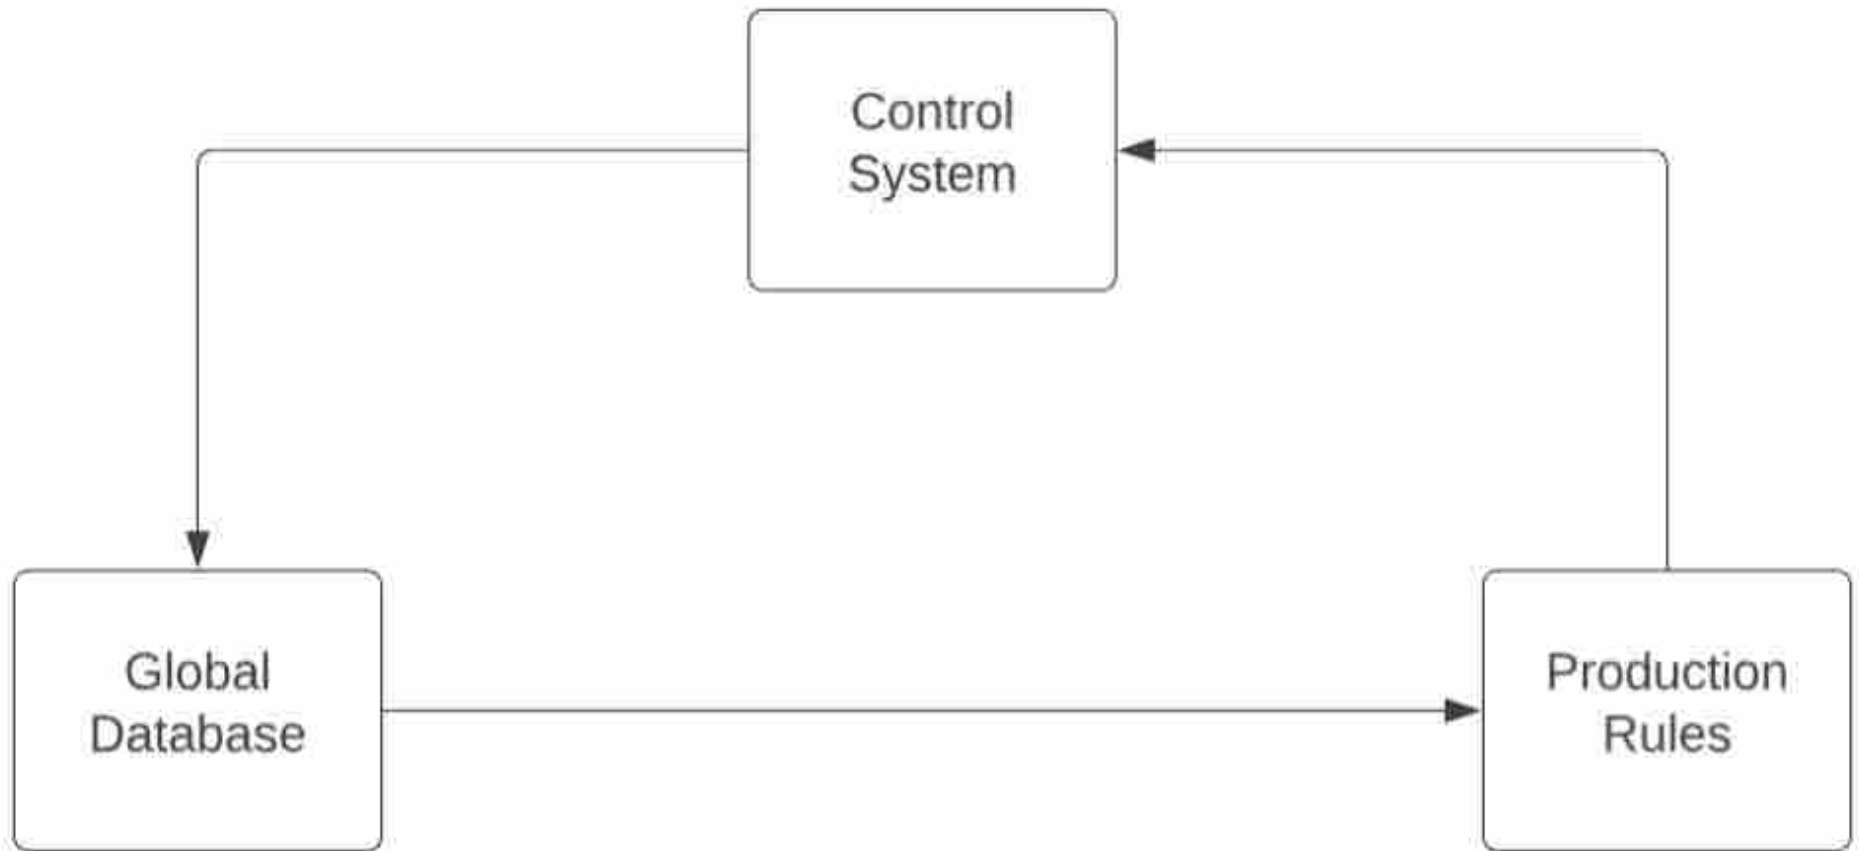 Control
System
Global
Database
Production
Rules